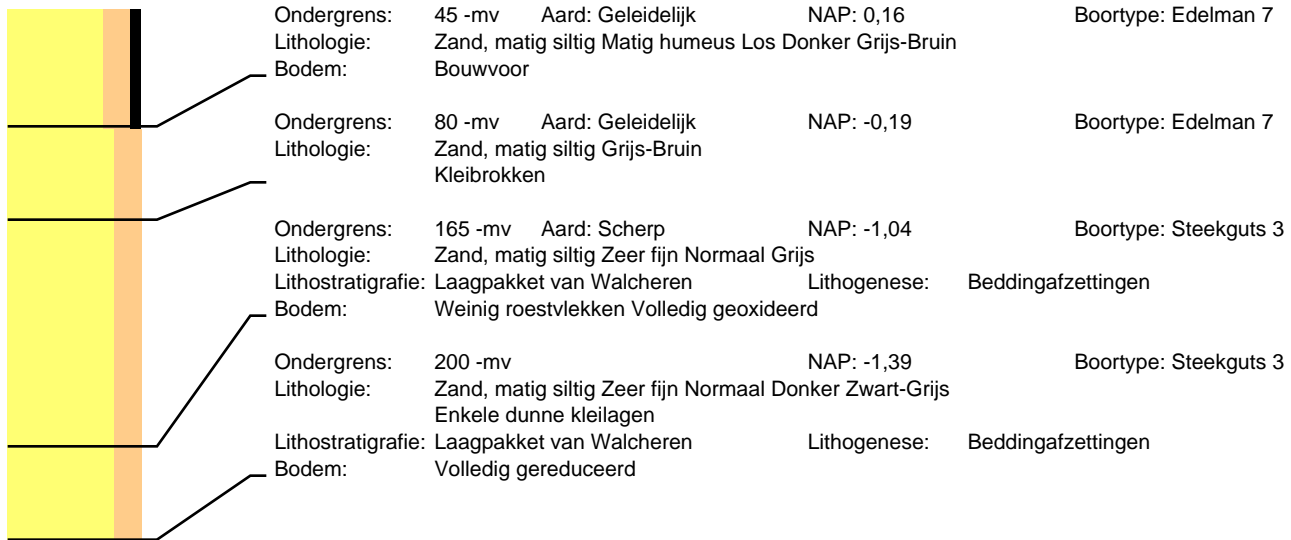 Ondergrens: 45 -mv Aard: Geleidelijk NAP: 0,16 Boortype: Edelman 7
Lithologie: Zand, matig siltig Matig humeus Los Donker Grijs-Bruin
Bodem: Bouwvoor
Ondergrens: 80 -mv Aard: Geleidelijk NAP: -0,19 Boortype: Edelman 7
Lithologie: Zand, matig siltig Grijs-Bruin
Kleibrokken
Ondergrens: 165 -mv Aard: Scherp NAP: -1,04 Boortype: Steekguts 3
Lithologie: Zand, matig siltig Zeer fijn Normaal Grijs
Lithostratigrafie: Laagpakket van Walcheren Lithogenese: Beddingafzettingen
Bodem: Weinig roestvlekken Volledig geoxideerd
Ondergrens: 200 -mv NAP: -1,39 Boortype: Steekguts 3
Lithologie: Zand, matig siltig Zeer fijn Normaal Donker Zwart-Grijs
Enkele dunne kleilagen
Lithostratigrafie: Laagpakket van Walcheren Lithogenese: Beddingafzettingen
Bodem: Volledig gereduceerd